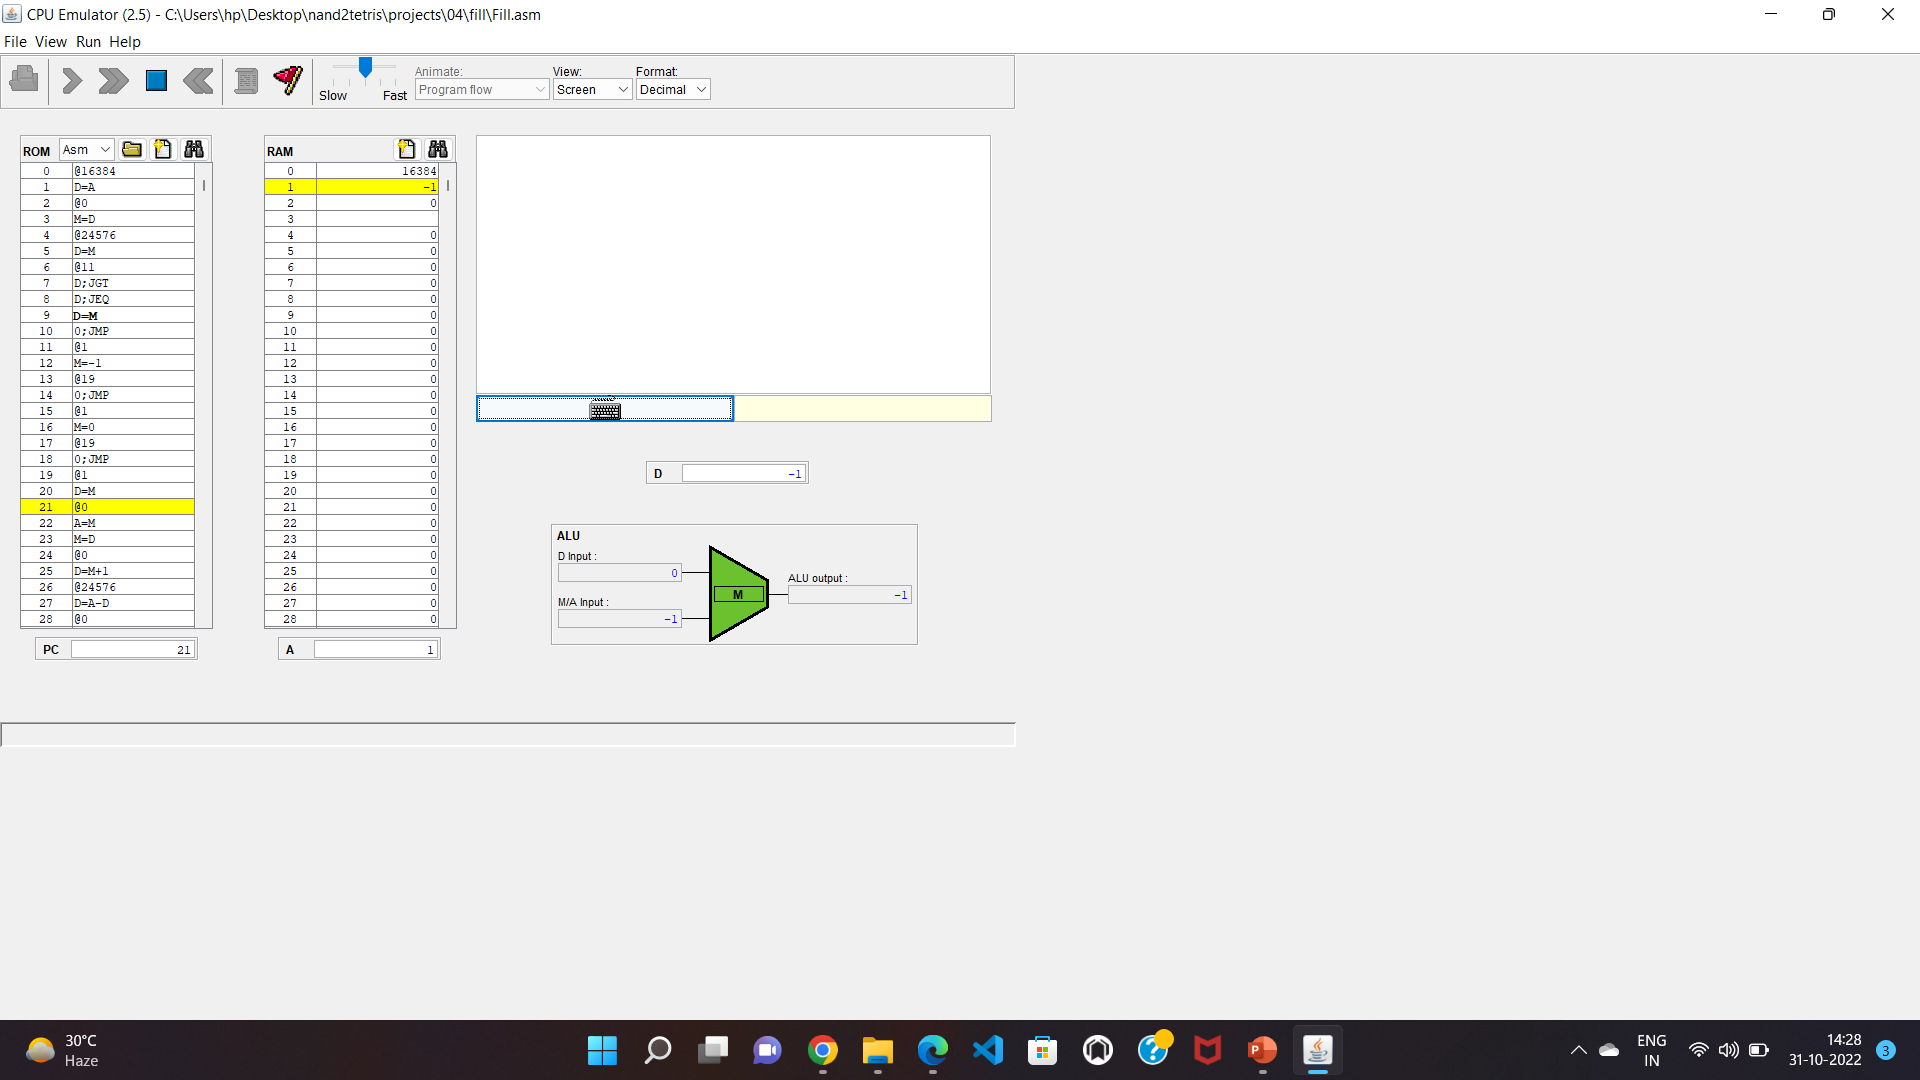 CPU Emulator (2.5) - C:\Users\hp\Desktop\nand2tetris\projects\04\fill\Fill.asm
File View Run Help
Slow Fast
Animate:
Program flow
View:
Screen
Format:
Decimal
ROM Asm
0 @16384
1 D=A
2 @0
3 M=D
4 @24576
5 D=M
6 @11
7 D;JGT
8 D;JEQ
9 D=M
10 0;JMP
11 @1
12 M=-1
13 @19
14 0;JMP
15 @1
16 M=0
17 @19
18 0;JMP
19 @1
20 D=M
21 @0
22 A=M
23 M=D
24 @0
25 D=M+1
26 @24576
27 D=A-D
28 @0
PC 21
RAM
0 16384
1 -1
2 0
3
4 0
5 0
6 0
7 0
8 0
9 0
10 0
11 0
12 0
13 0
14 0
15 0
16 0
17 0
18 0
19 0
20 0
21 0
22 0
23 0
24 0
25 0
26 0
27 0
28 0
A 1
D -1
ALU
D Input :
0
M/A Input :
-1
M
ALU output :
-1
30°C
Haze
ENG
IN
14:28
31-10-2022
3